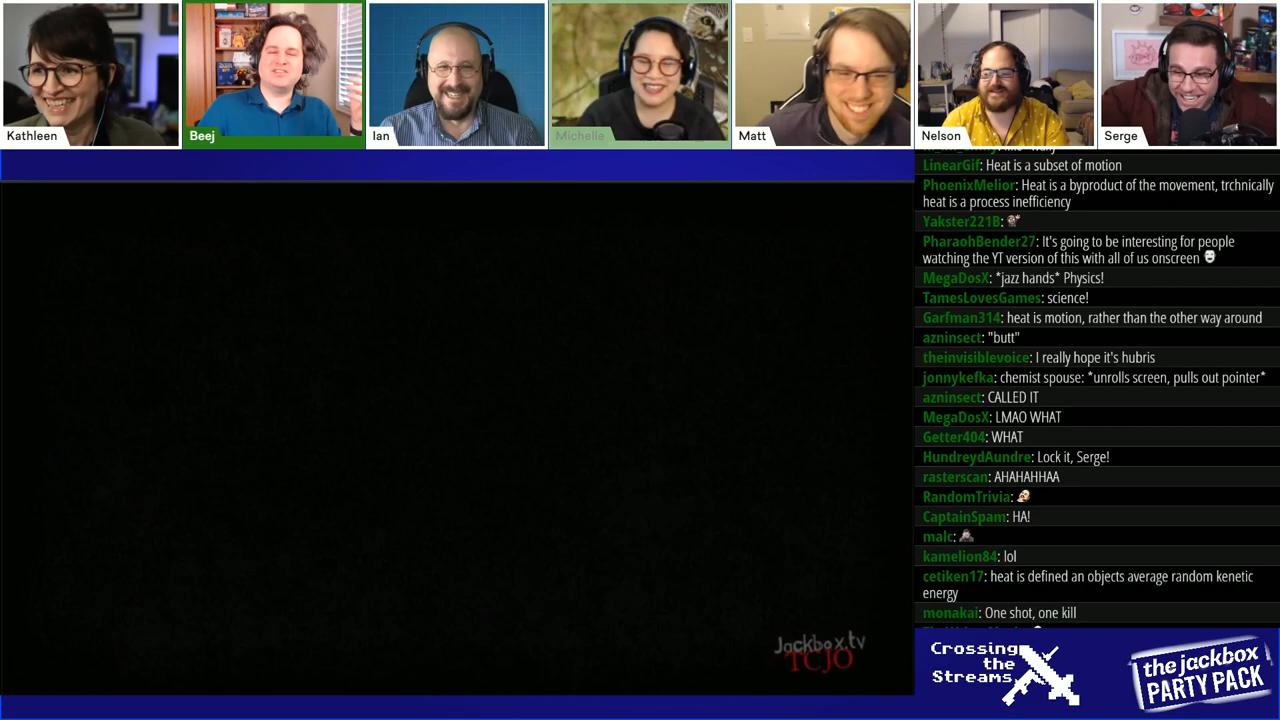 Kathleen
Beej
Ian
Michelle
Matt
Nelson
Serge
LinearGif: Heat is a subset of motion
PhoenixMelior: Heat is a byproduct of the movement, trchnically
heat is a process inefficiency
Yakster221B:
PharaohBender27: It's going to be interesting for people
watching the YT version of this with all of us onscreen
MegaDosX: *jazz hands* Physics!
TamesLovesGames: science!
Garfman314: heat is motion, rather than the other way around
azninsect: "butt"
theinvisiblevoice: I really hope it's hubris
jonnykefka: chemist spouse: *unrolls screen, pulls out pointer*
azninsect: CALLED IT
MegaDosX: LMAO WHAT
Getter404: WHAT
HundreydAundre: Lock it, Serge!
rasterscan: AHAHAHHAA
RandomTrivia:
CaptainSpam: HA!
malc:
kamelion84: lol
cetiken17: heat is defined an objects average random kenetic
energy
monakai: One shot, one kill
Jackbox.tv
TCJO
Crossing
the
Streams
the jackbox
PARTY PACK